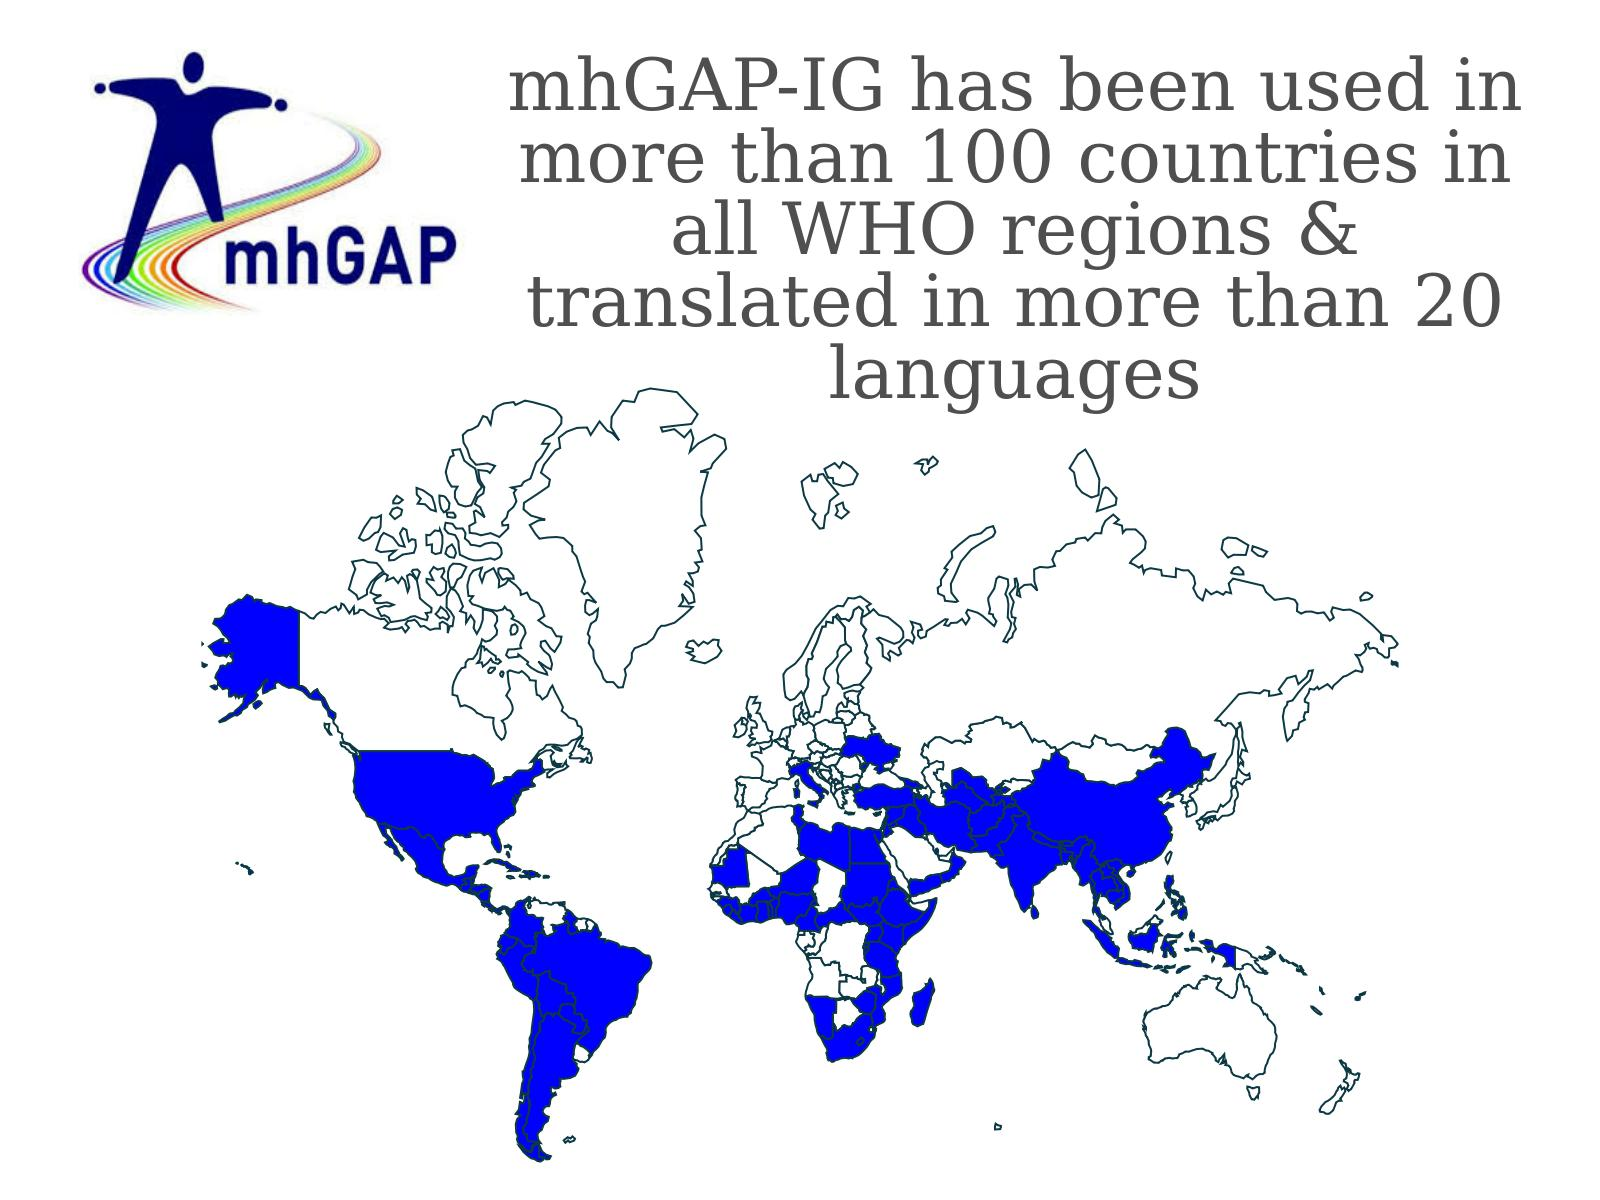 mhGAP-IG has been used in
more than 100 countries in
all WHO regions &
translated in more than 20
languages
mhGAP